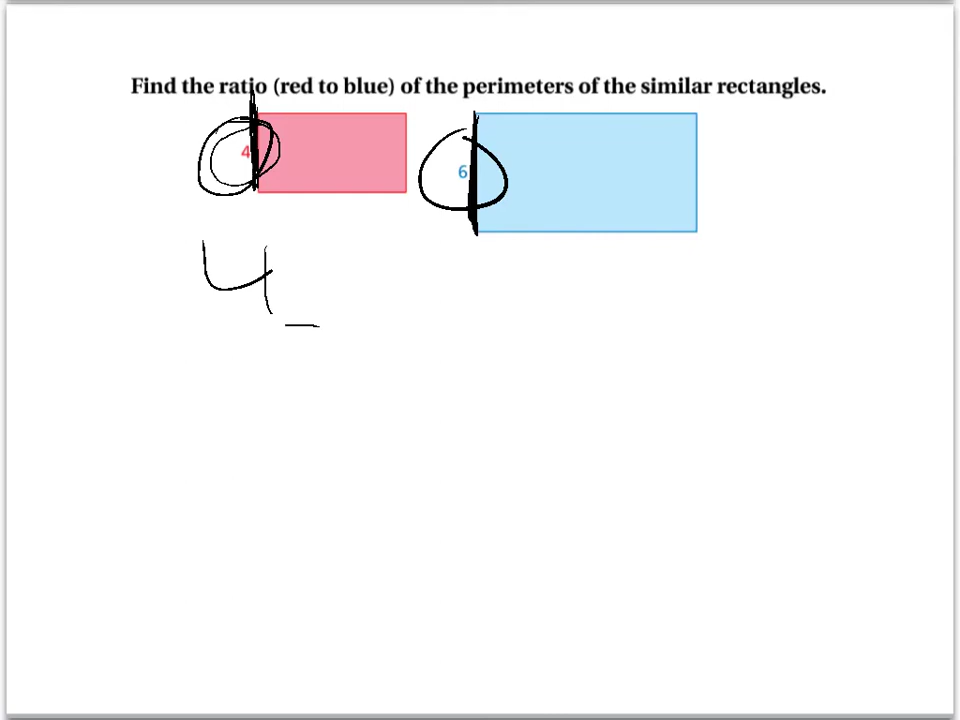 Find the ratio (red to blue) of the perimeters of the similar rectangles.
4 6
4